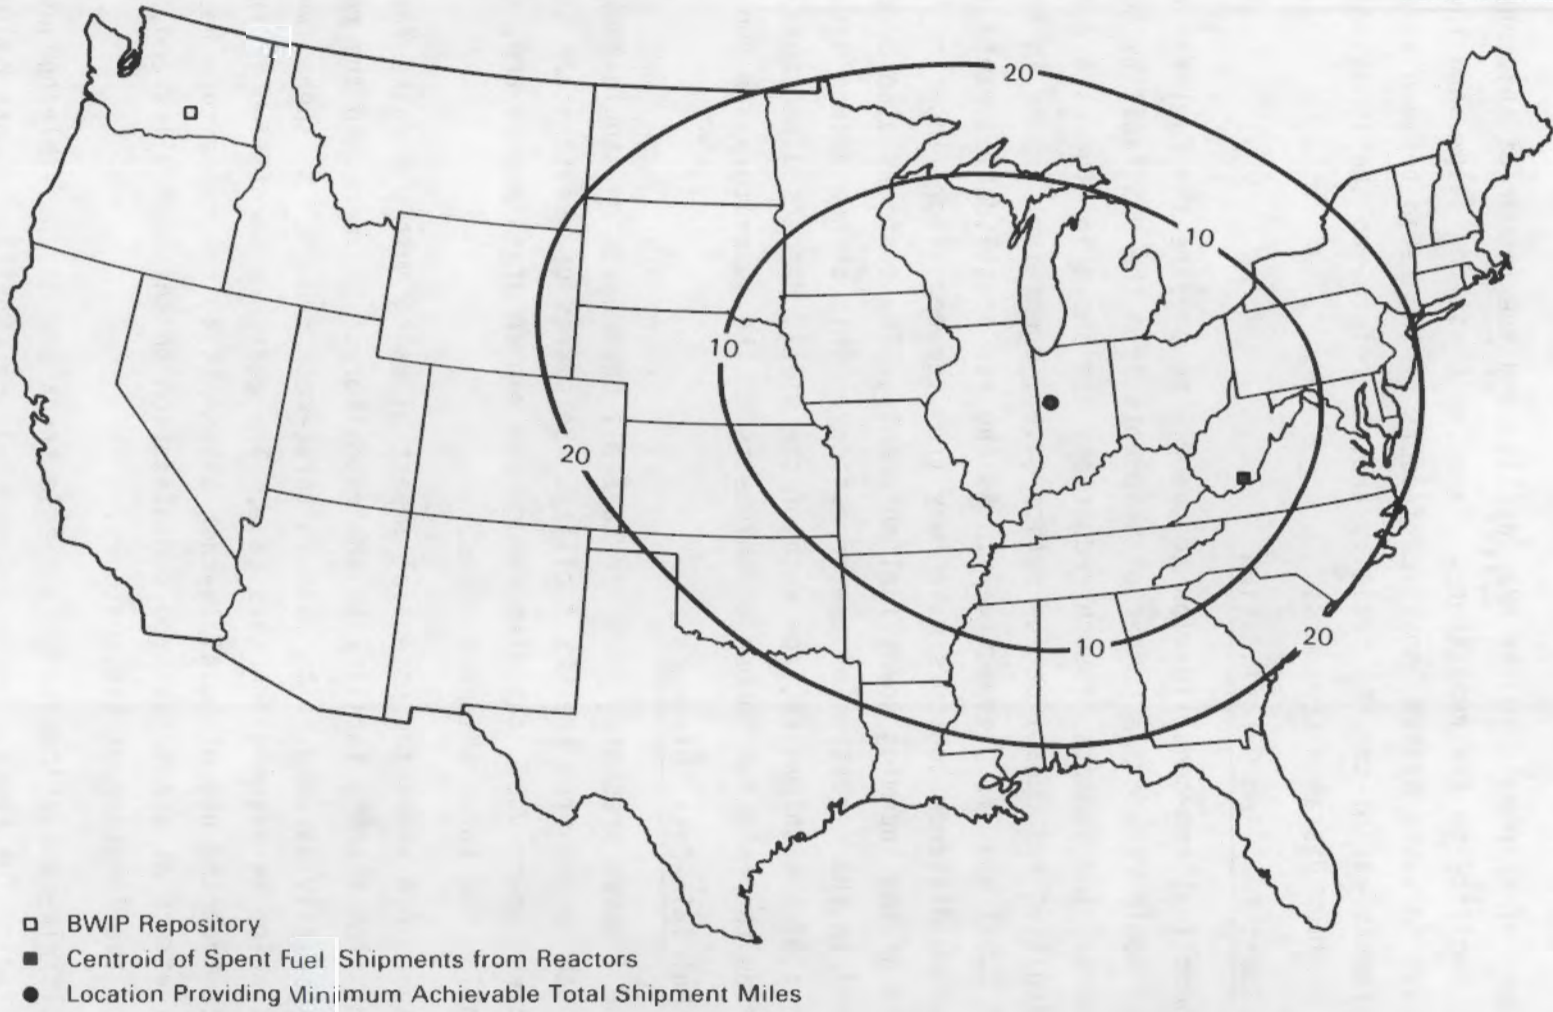 20
10
10
20
10
20
BWIP Repository
Centroid of Spent Fuel Shipments from Reactors
Location Providing Minimum Achievable Total Shipment Miles